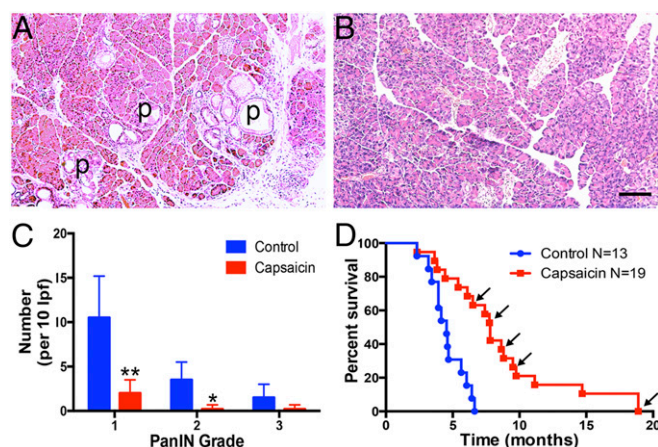 A
p
p
p
B
C
Control
Capsaicin
Number
(per 10 lpf)
20
15
10
5
0
**
*
1
2
3
PanIN Grade
D
Control N=13
Capsaicin N=19
Percent survival
100
80
60
40
20
0
0
5
10
15
20
Time (months)